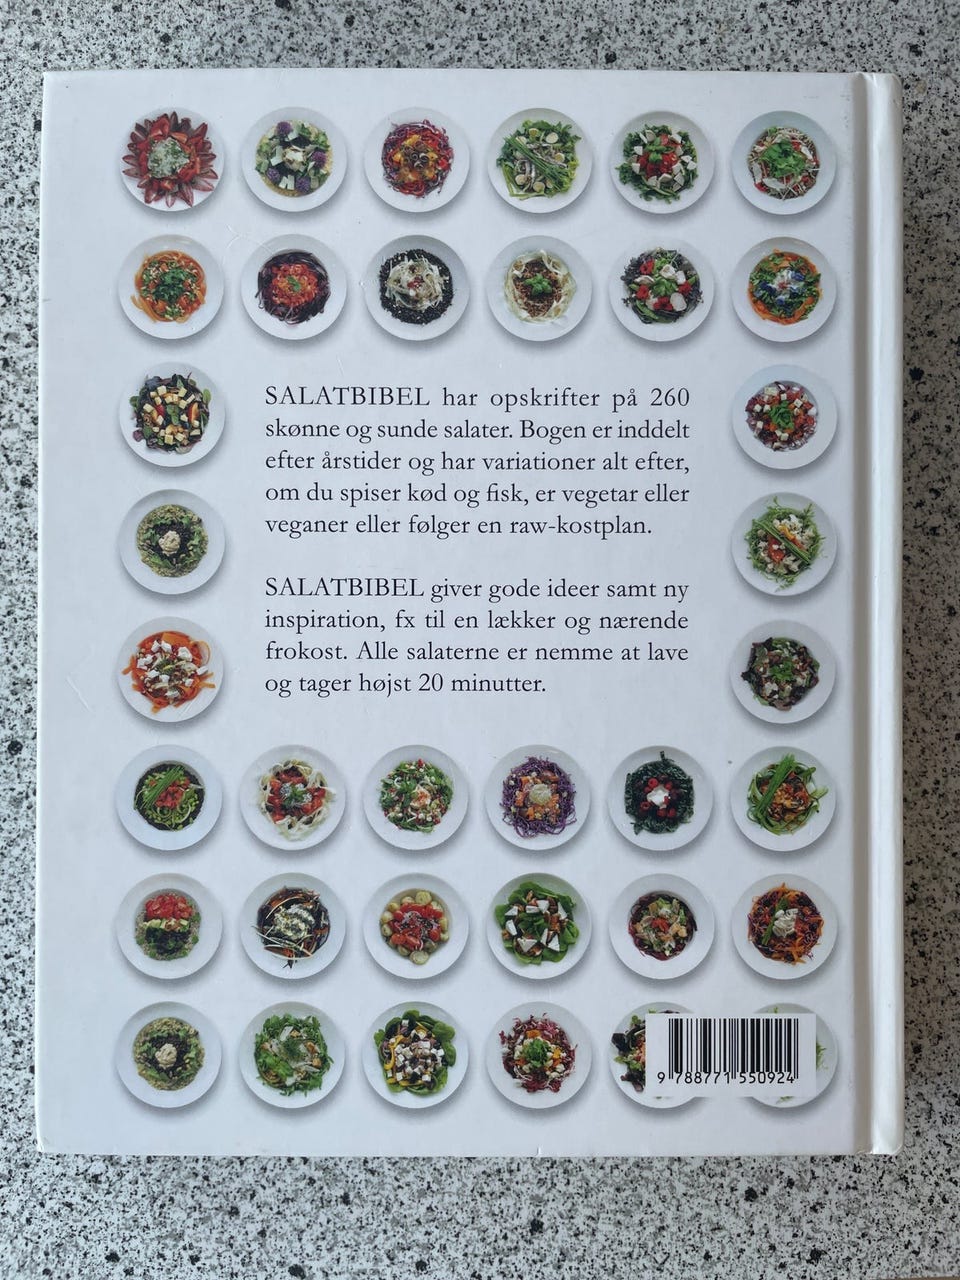 SALATBIBEL har opskrifter på 260
skønne og sunde salater. Bogen er inddelt
efter årstider og har variationer alt efter,
om du spiser kød og fisk, er vegetar eller
veganer eller følger en raw-kostplan.
SALATBIBEL giver gode ideer samt ny
inspiration, fx til en lækker og nærende
frokost. Alle salaterne er nemme at lave
og tager højst 20 minutter.
9 788771 550924